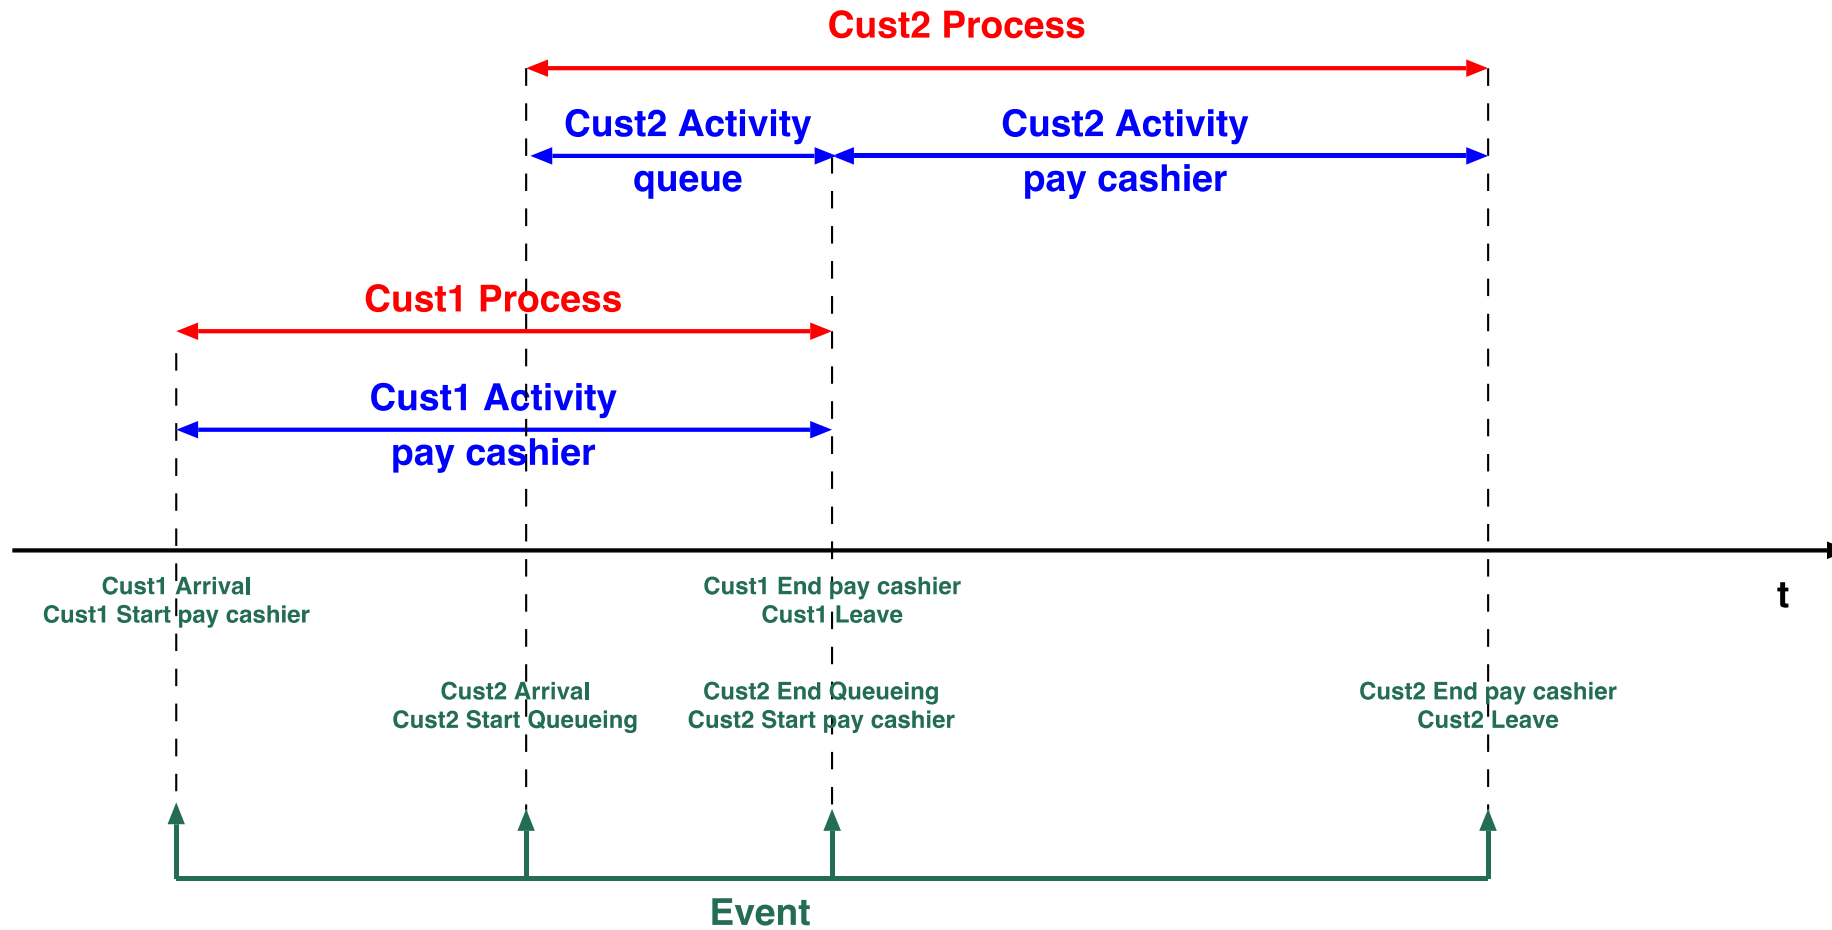 Cust2 Process
Cust2 Activity
queue
Cust2 Activity
pay cashier
Cust1 Process
Cust1 Activity
pay cashier
t
Cust1 Arrival
Cust1 Start pay cashier
Cust1 End pay cashier
Cust1 Leave
Cust2 Arrival
Cust2 Start Queueing
Cust2 End Queueing
Cust2 Start pay cashier
Cust2 End pay cashier
Cust2 Leave
Event